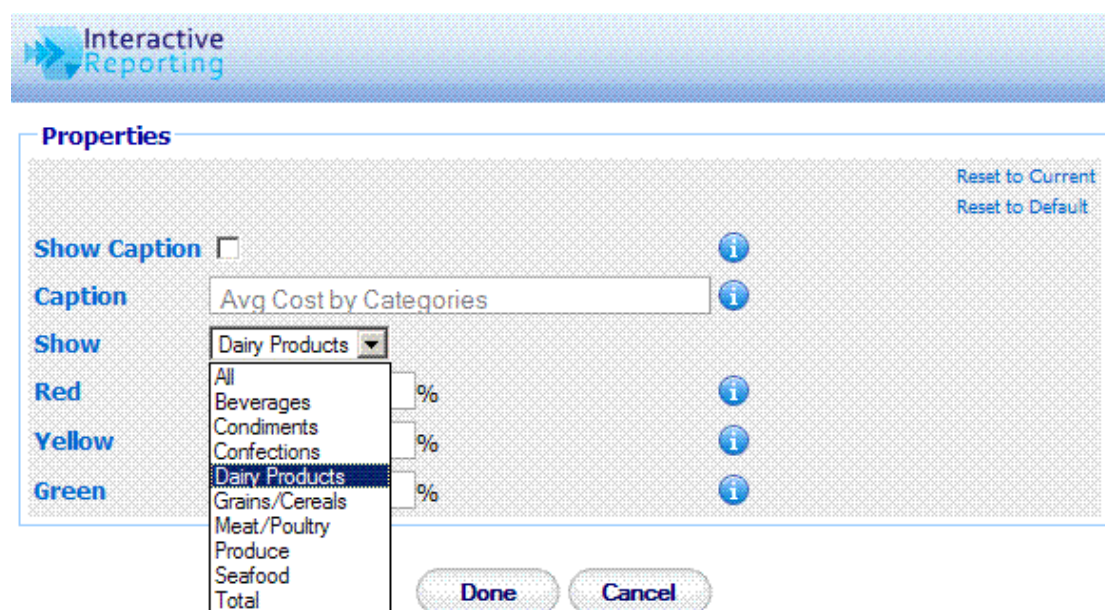 Interactive
Reporting
Properties
Reset to Current
Reset to Default
Show Caption
Caption Avg Cost by Categories
Show Dairy Products
All
Red %
Beverages
Condiments
Yellow %
Confections
Dairy Products
Green %
Grains/Cereals
Meat/Poultry
Produce
Seafood
Total
Done Cancel